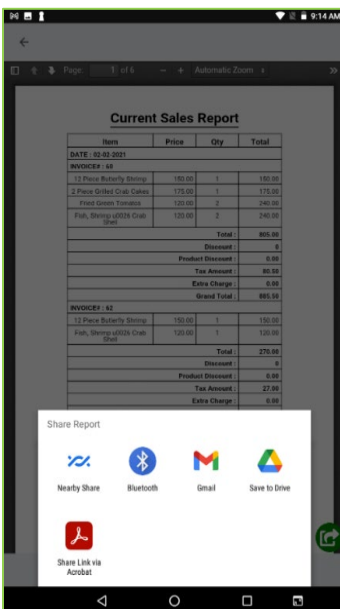 9:14 AM
Page: 1 of 6 − + Automatic Zoom
Current Sales Report
Item Price Qty Total
DATE : 02-02-2021
INVOICE# : 60
12 Piece Butterfly Shrimp 150.00 1 150.00
2 Piece Grilled Crab Cakes 175.00 1 175.00
Fried Green Tomatos 120.00 2 240.00
Fish, Shrimp u0026 Crab 120.00 2 240.00
Shell
Total : 805.00
Discount : 0
Product Discount : 0.00
Tax Amount : 80.50
Extra Charge : 0.00
Grand Total : 885.50
INVOICE# : 62
12 Piece Butterfly Shrimp 150.00 1 150.00
Fish, Shrimp u0026 Crab 120.00 1 120.00
Shell
Total : 270.00
Discount : 0
Product Discount : 0.00
Tax Amount : 27.00
Extra Charge : 0.00
Share Report
Nearby Share Bluetooth Gmail Save to Drive
Share Link via
Acrobat